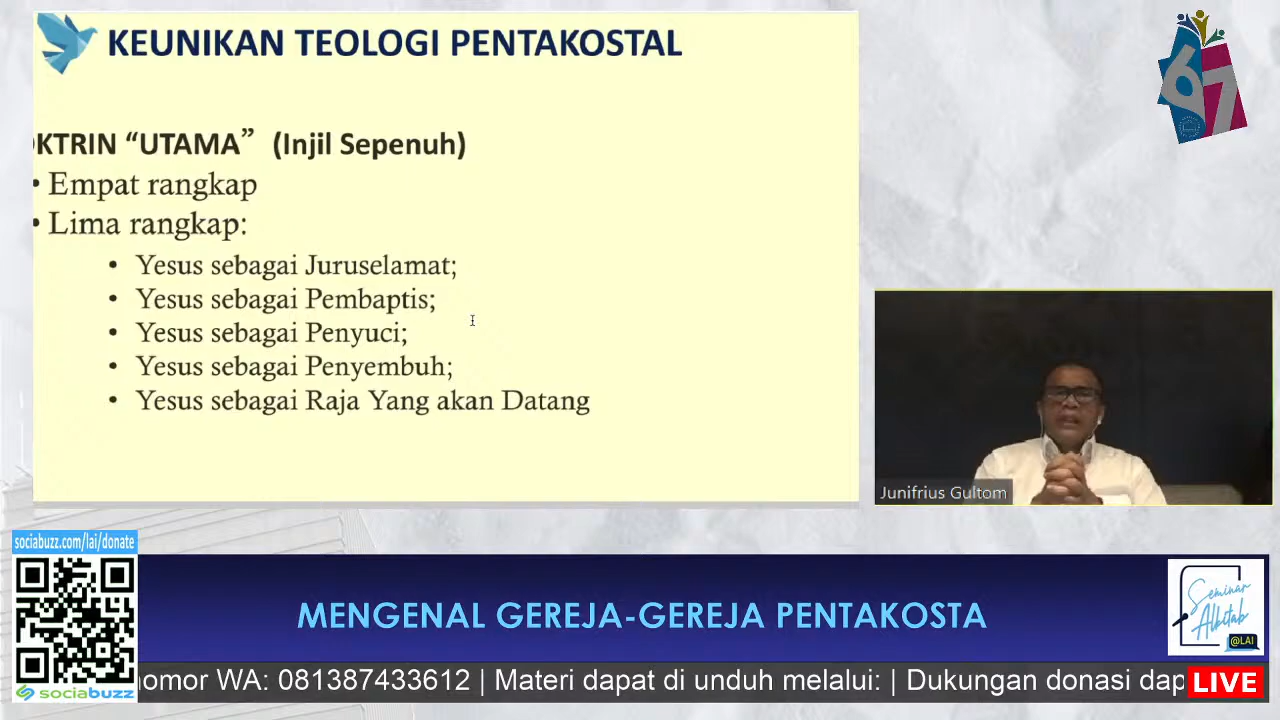 KEUNIKAN TEOLOGI PENTAKOSTAL
OKTRIN “UTAMA” (Injil Sepenuh)
• Empat rangkap
• Lima rangkap:
• Yesus sebagai Juruselamat;
• Yesus sebagai Pembaptis;
• Yesus sebagai Penyuci;
• Yesus sebagai Penyembuh;
• Yesus sebagai Raja Yang akan Datang
67
Junifrius Gultom
sociabuzz.com/lai/donate
sociabuzz
MENGENAL GEREJA-GEREJA PENTAKOSTA
Seminar
Alkitab
@LAI
nomor WA: 081387433612 | Materi dapat di unduh melalui: | Dukungan donasi dap
LIVE